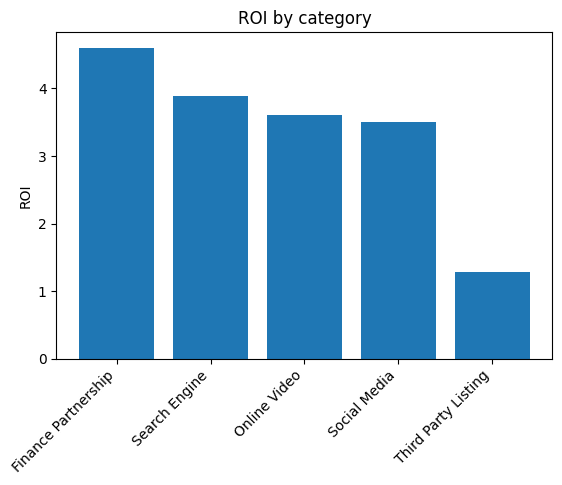 ROI by category
ROI
4
3
2
1
0
Finance Partnership
Search Engine
Online Video
Social Media
Third Party Listing